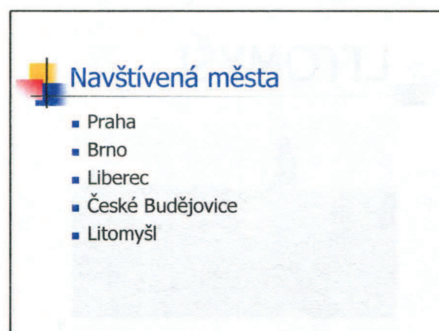 Navštívená města
Praha
Brno
Liberec
České Budějovice
Litomyšl